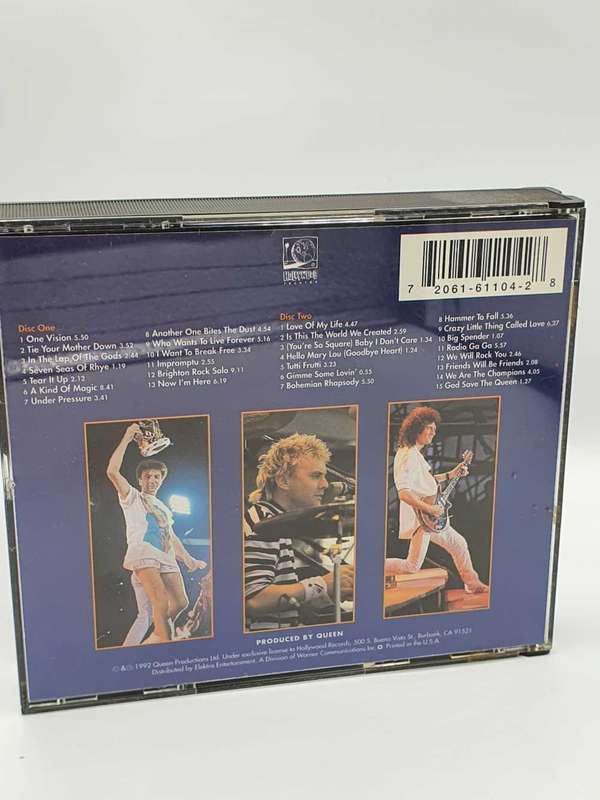 HOLLYWOOD
RECORDS
7 2061-61104-2 8
Disc One
1 One Vision 5.50
2 Tie Your Mother Down 3.52
3 In The Lap Of The Gods 2.44
4 Seven Seas Of Rhye 1.21
5 Tear It Up 2.12
6 A Kind Of Magic 8.41
7 Under Pressure 3.41
8 Another One Bites The Dust 4.54
9 Who Wants To Live Forever 5.16
10 I Want To Break Free 3.34
11 Impromptu 2.55
12 Brighton Rock Solo 9.11
13 Now I'm Here 6.19
Disc Two
1 Love Of My Life 4.47
2 Is This The World We Created 2.59
3 (You're So Square) Baby I Don't Care 1.34
4 Hello Mary Lou (Goodbye Heart) 1.24
5 Tutti Frutti 3.23
6 Gimme Some Lovin' 0.55
7 Bohemian Rhapsody 5.50
8 Hammer To Fall 5.36
9 Crazy Little Thing Called Love 6.27
10 Big Spender 1.07
11 Radio Ga Ga 5.57
12 We Will Rock You 2.46
13 Friends Will Be Friends 2.08
14 We Are The Champions 4.05
15 God Save The Queen 1.27
PRODUCED BY QUEEN
© & ℗ 1992 Queen Productions Ltd. Under exclusive license to Hollywood Records, 500 S. Buena Vista St., Burbank, CA 91521
Distributed by Elektra Entertainment, A Division of Warner Communications Inc. Printed in the U.S.A.